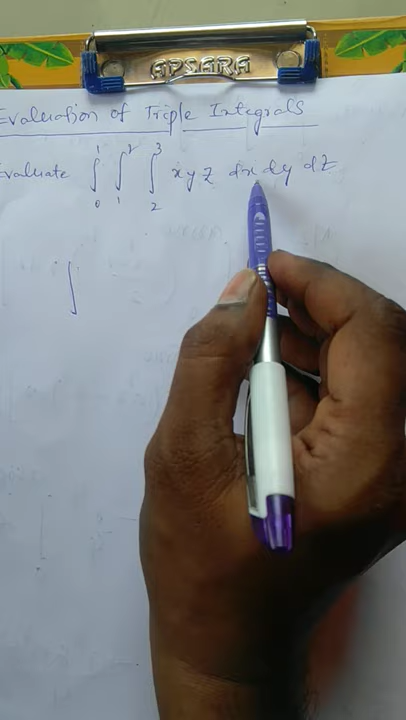 APSARA
Evaluation of Triple Integrals
Evaluate ∫₀¹ ∫₁² ∫₂³ xyz dx dy dz
∫